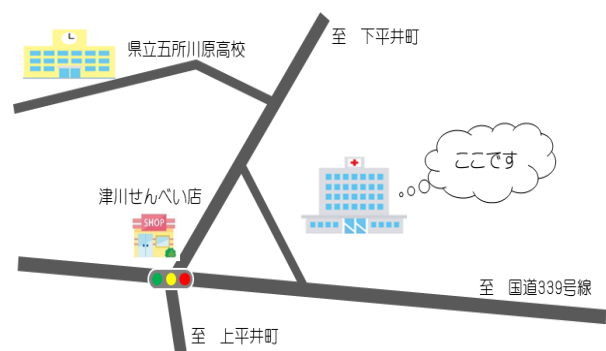 至　下平井町
県立五所川原高校
ここです
津川せんべい店
SHOP
至　国道339号線
至　上平井町